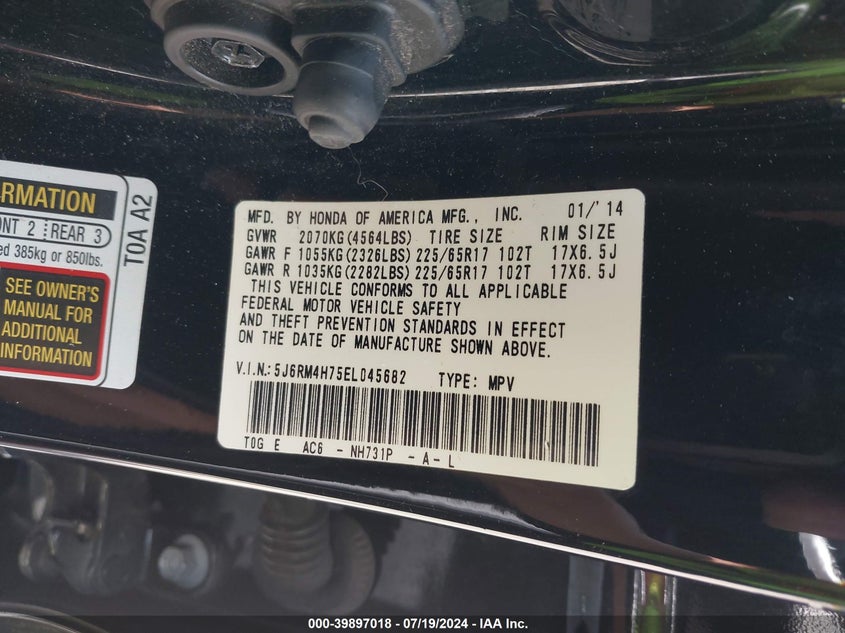 RMATION
NT 2 REAR 3
ed 385kg or 850lbs.
SEE OWNER'S
MANUAL FOR
ADDITIONAL
INFORMATION
T0A A2
MFD. BY HONDA OF AMERICA MFG., INC. 01/'14
GVWR 2070KG(4564LBS) TIRE SIZE RIM SIZE
GAWR F 1055KG(2326LBS) 225/65R17 102T 17X6.5J
GAWR R 1035KG(2282LBS) 225/65R17 102T 17X6.5J
THIS VEHICLE CONFORMS TO ALL APPLICABLE
FEDERAL MOTOR VEHICLE SAFETY
AND THEFT PREVENTION STANDARDS IN EFFECT
ON THE DATE OF MANUFACTURE SHOWN ABOVE.
V.I.N.: 5J6RM4H75EL045682 TYPE: MPV
T0G E AC6 - NH731P - A - L
000-39897018 - 07/19/2024 - IAA Inc.